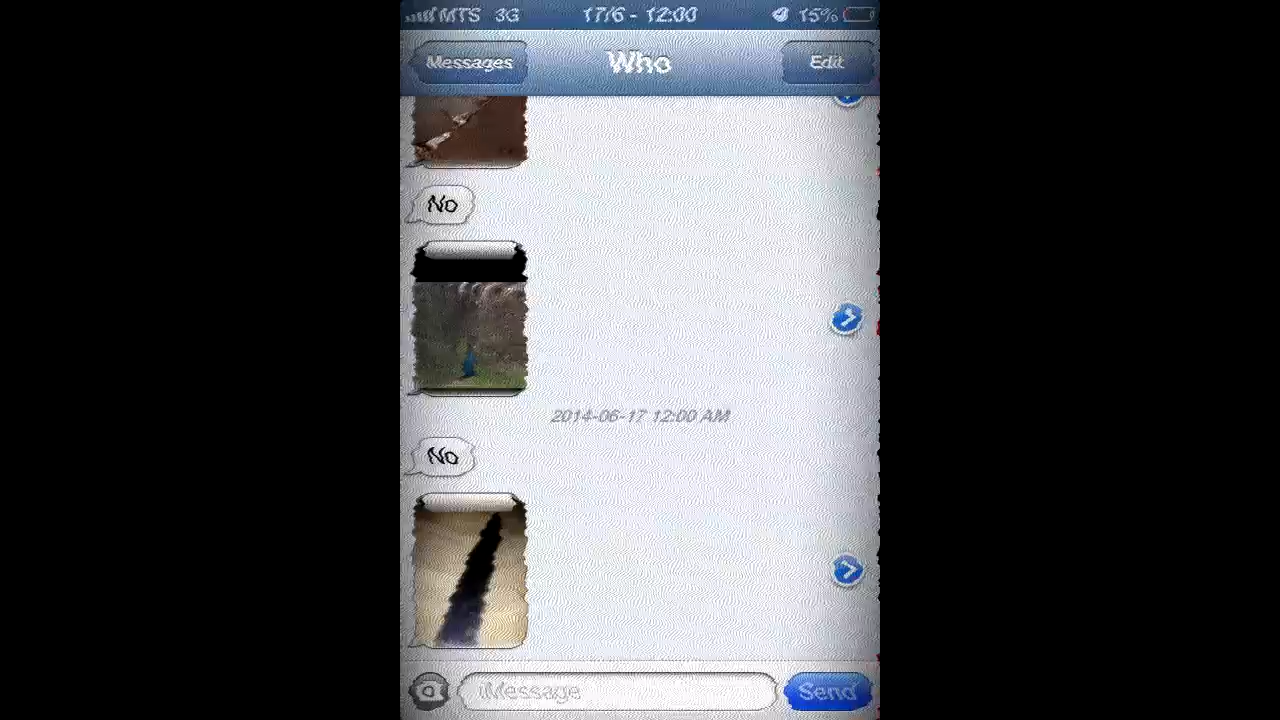 MTS 3G 17/6 - 12:00 15%
Messages Who Edit
No
2014-06-17 12:00 AM
No
iMessage Send